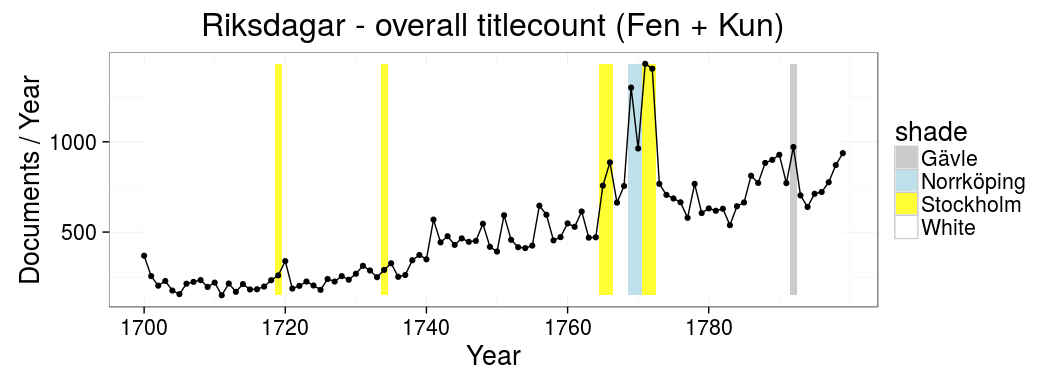 Riksdagar - overall titlecount (Fen + Kun)
Documents / Year
1000
500
1700 1720 1740 1760 1780
Year
shade
Gävle
Norrköping
Stockholm
White